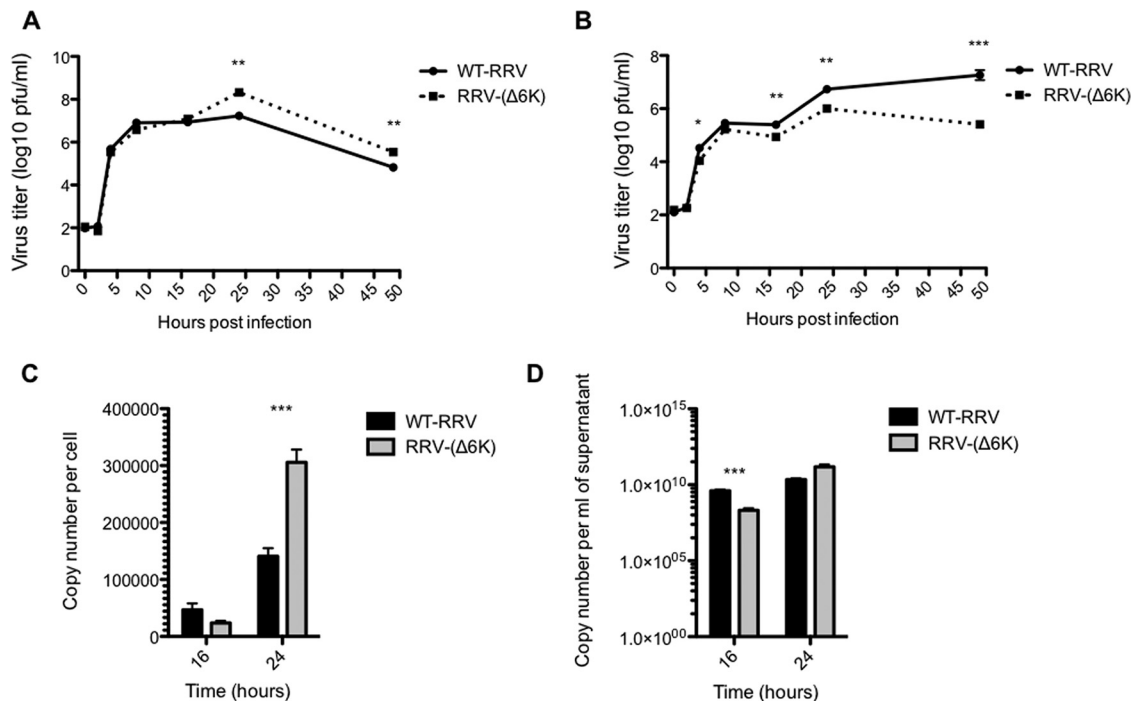 A
Virus titer (log10 pfu/ml)
10
8
6
4
2
0
**
**
0
5
10
15
20
25
30
35
40
45
50
Hours post infection
WT-RRV
RRV-(Δ6K)
B
Virus titer (log10 pfu/ml)
8
6
4
2
0
*
**
**
***
0
5
10
15
20
25
30
35
40
45
50
Hours post infection
WT-RRV
RRV-(Δ6K)
C
Copy number per cell
400000
300000
200000
100000
0
***
16
24
Time (hours)
WT-RRV
RRV-(Δ6K)
D
Copy number per ml of supernatant
1.0×10¹⁵
1.0×10¹⁰
1.0×10⁰⁵
1.0×10⁰⁰
***
16
24
Time (hours)
WT-RRV
RRV-(Δ6K)